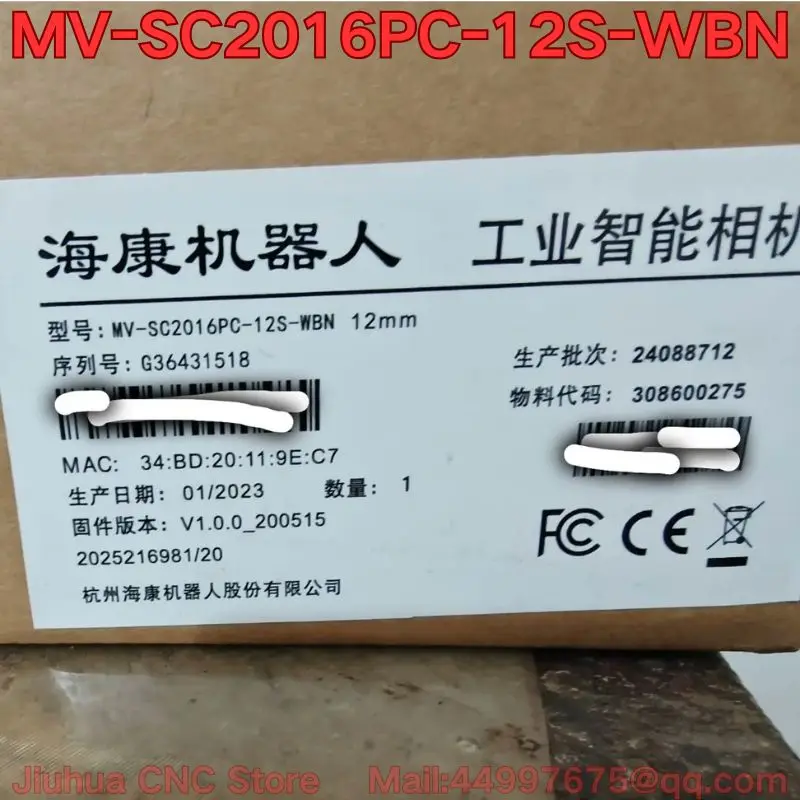 MV-SC2016PC-12S-WBN
海康机器人 工业智能相机
型号: MV-SC2016PC-12S-WBN 12mm
序列号: G36431518
生产批次: 24088712
物料代码: 308600275
MAC: 34:BD:20:11:9E:C7
生产日期: 01/2023 数量: 1
固件版本: V1.0.0_200515
2025216981/20
FC CE
杭州海康机器人股份有限公司
Jiuhua CNC Store Mail:44997675@qq.com